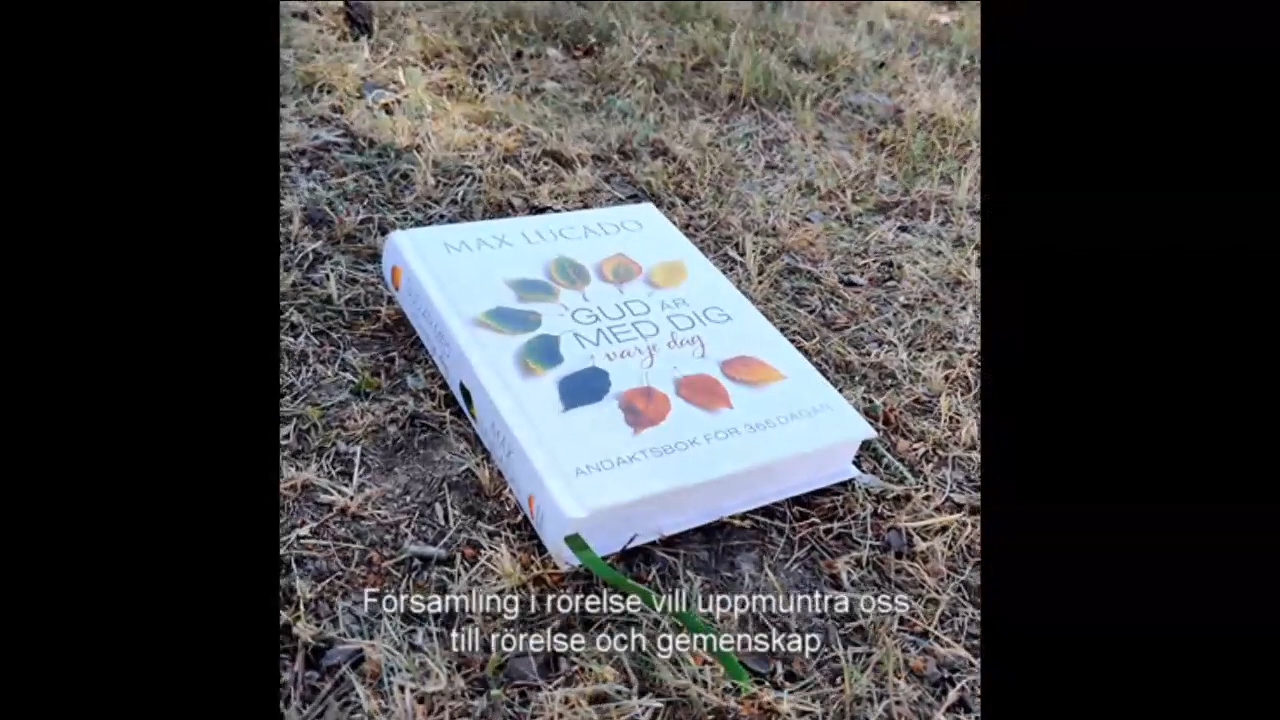 MAX LUCADO
GUD ÄR
MED DIG
varje dag
ANDAKTSBOK FÖR 365 DAGAR
MAX
Församling i rörelse vill uppmuntra oss
till rörelse och gemenskap